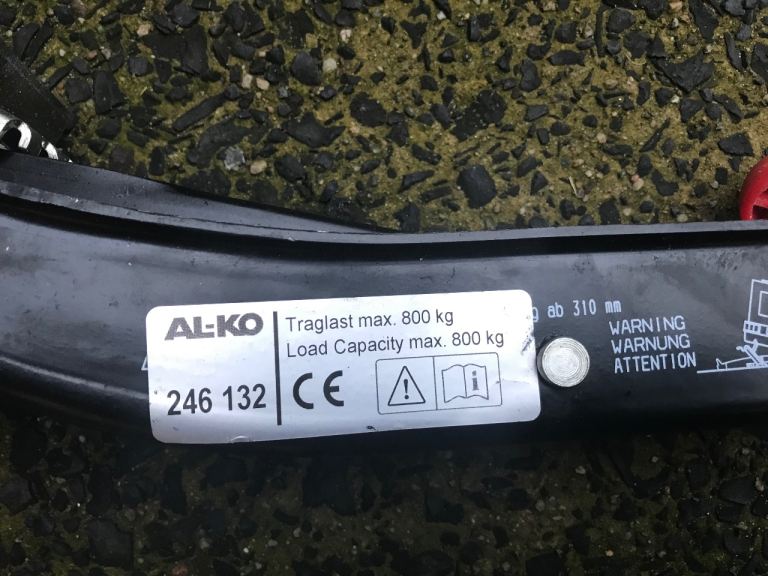 AL-KO
246 132
Traglast max. 800 kg
Load Capacity max. 800 kg
CE
i
ab 310 mm
WARNING
WARNUNG
ATTENTION